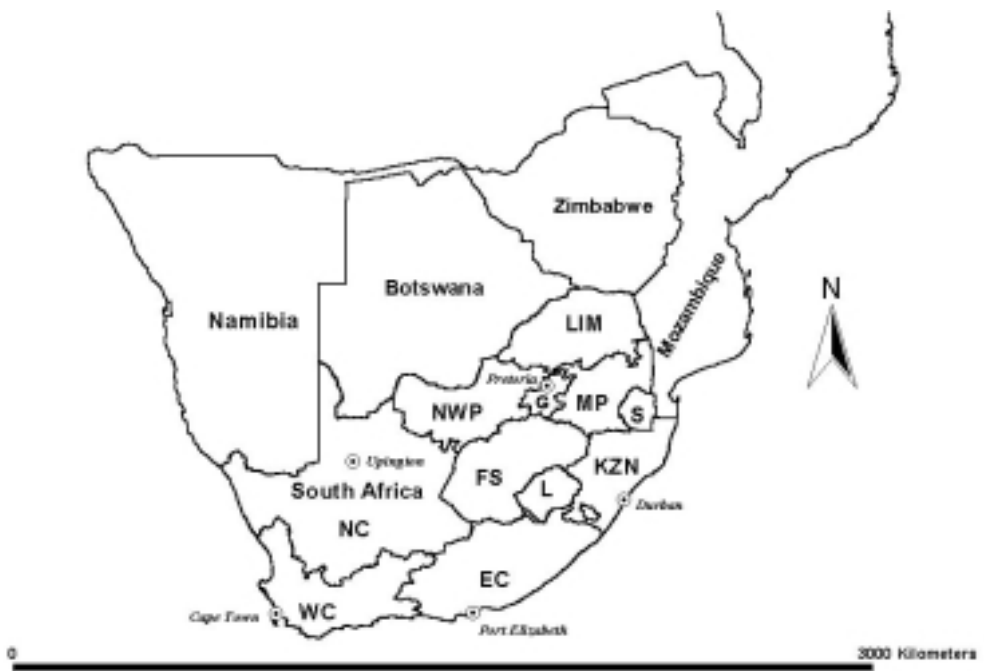 Zimbabwe
N
Botswana
Mozambique
Namibia
LIM
Pretoria
G
MP
NWP
S
Upington
KZN
FS
South Africa
L
Durban
NC
EC
Cape Town
WC
Port Elizabeth
0 3000 Kilometers